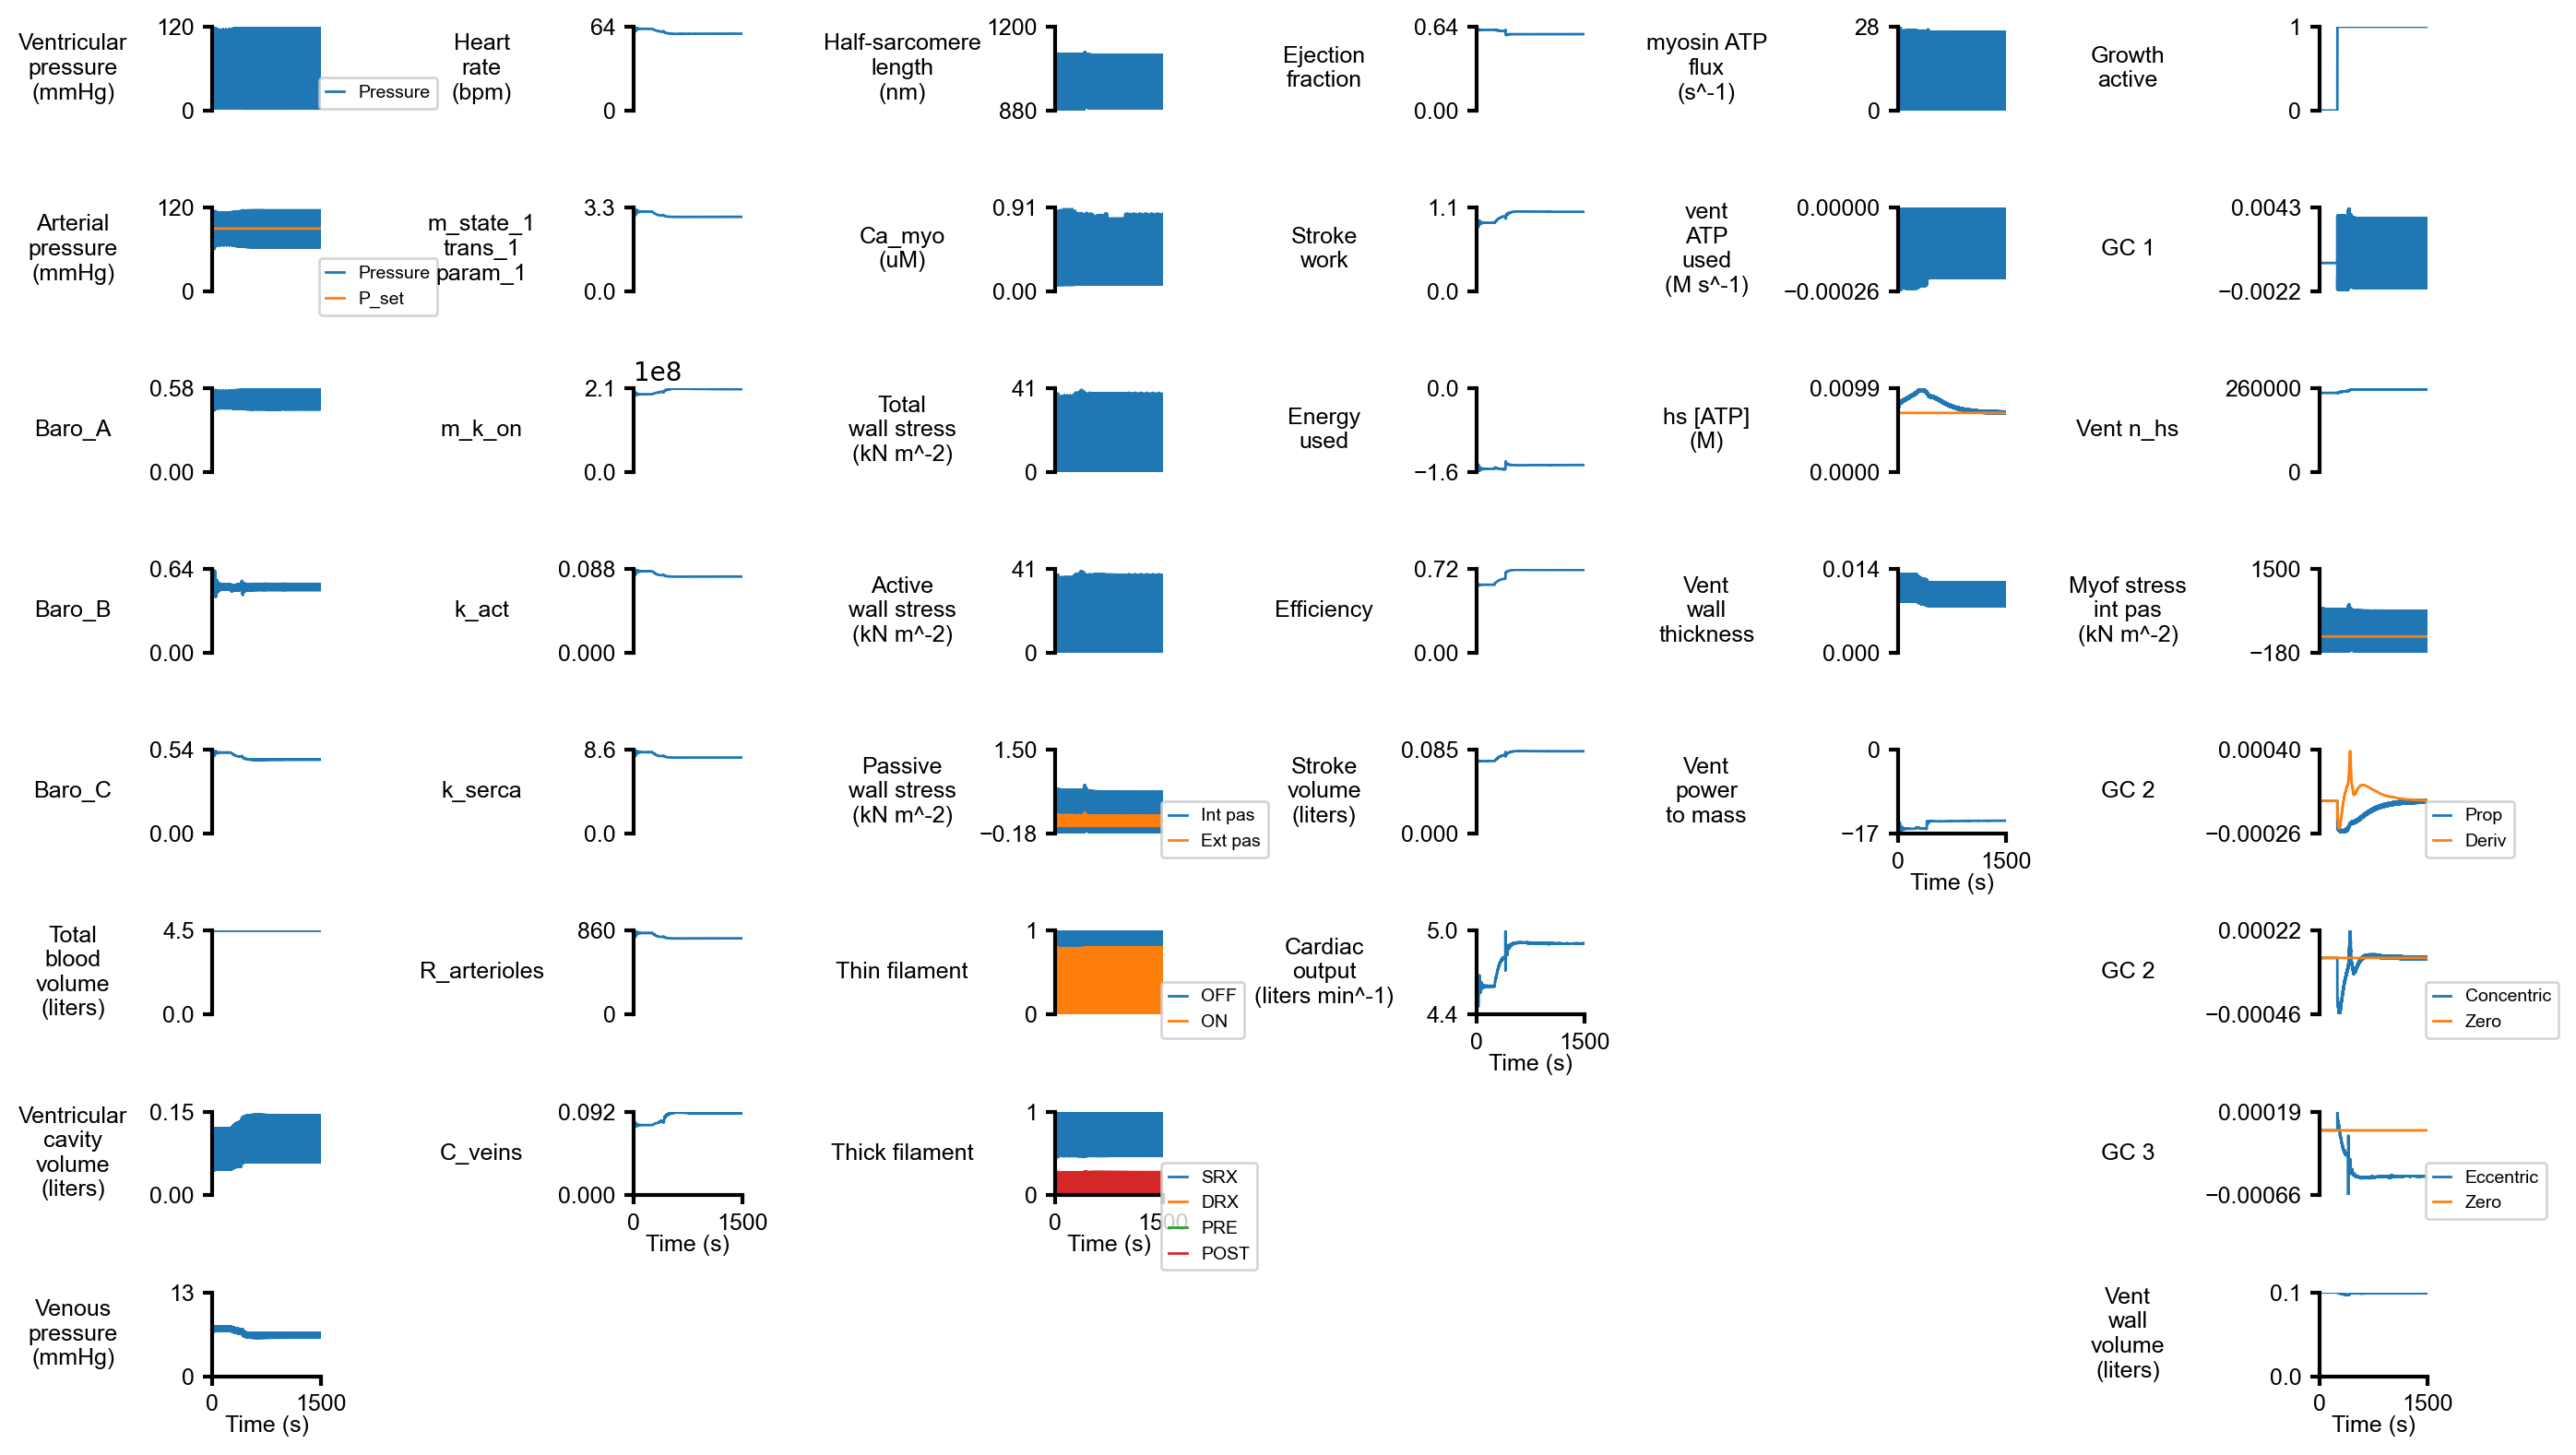 Ventricular
pressure
(mmHg)
120
0
Pressure
Heart
rate
(bpm)
64
0
Half-sarcomere
length
(nm)
1200
880
Ejection
fraction
0.64
0.00
myosin ATP
flux
(s^-1)
28
0
Growth
active
1
0
Arterial
pressure
(mmHg)
120
0
Pressure
P_set
m_state_1
trans_1
param_1
3.3
0.0
Ca_myo
(uM)
0.91
0.00
Stroke
work
1.1
0.0
vent
ATP
used
(M s^-1)
0.00000
−0.00026
GC 1
0.0043
−0.0022
Baro_A
0.58
0.00
m_k_on
1e8
2.1
0.0
Total
wall stress
(kN m^-2)
41
0
Energy
used
0.0
−1.6
hs [ATP]
(M)
0.0099
0.0000
Vent n_hs
260000
0
Baro_B
0.64
0.00
k_act
0.088
0.000
Active
wall stress
(kN m^-2)
41
0
Efficiency
0.72
0.00
Vent
wall
thickness
0.014
0.000
Myof stress
int pas
(kN m^-2)
1500
−180
Baro_C
0.54
0.00
k_serca
8.6
0.0
Passive
wall stress
(kN m^-2)
1.50
−0.18
Int pas
Ext pas
Stroke
volume
(liters)
0.085
0.000
Vent
power
to mass
0
−17
0 1500
Time (s)
GC 2
0.00040
−0.00026
Prop
Deriv
Total
blood
volume
(liters)
4.5
0.0
R_arterioles
860
0
Thin filament
1
0
OFF
ON
Cardiac
output
(liters min^-1)
5.0
4.4
0 1500
Time (s)
GC 2
0.00022
−0.00046
Concentric
Zero
Ventricular
cavity
volume
(liters)
0.15
0.00
C_veins
0.092
0.000
0 1500
Time (s)
Thick filament
1
0
0 1500
Time (s)
SRX
DRX
PRE
POST
GC 3
0.00019
−0.00066
Eccentric
Zero
Venous
pressure
(mmHg)
13
0
0 1500
Time (s)
Vent
wall
volume
(liters)
0.1
0.0
0 1500
Time (s)